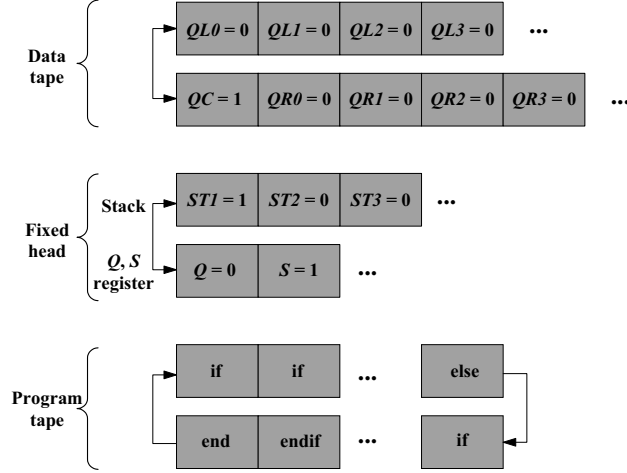 Data
tape
QL0 = 0 QL1 = 0 QL2 = 0 QL3 = 0 ...
QC = 1 QR0 = 0 QR1 = 0 QR2 = 0 QR3 = 0 ...
Fixed
head
Stack
ST1 = 1 ST2 = 0 ST3 = 0 ...
Q, S
register
Q = 0 S = 1 ...
Program
tape
if if ... else
end endif ... if